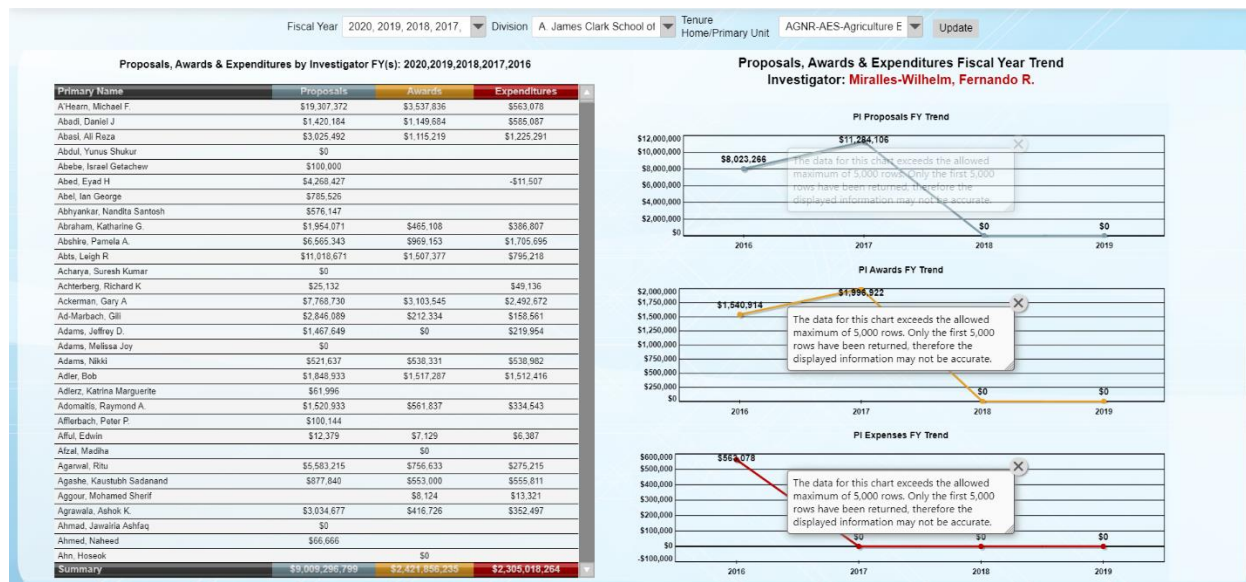 Fiscal Year 2020, 2019, 2018, 2017, Division A. James Clark School of Tenure Home/Primary Unit AGNR-AES-Agriculture E Update
Proposals, Awards & Expenditures by Investigator FY(s): 2020,2019,2018,2017,2016
Primary Name Proposals Awards Expenditures
A'Hearn, Michael F. $19,307,372 $3,537,836 $563,078
Abadi, Daniel J $1,420,184 $1,149,684 $585,087
Abasi, Ali Reza $3,025,492 $1,115,219 $1,225,291
Abdul, Yunus Shukur $0
Abebe, Israel Getachew $100,000
Abed, Eyad H $4,268,427 -$11,507
Abel, Ian George $785,526
Abhyankar, Nandita Santosh $576,147
Abraham, Katharine G. $1,954,071 $465,108 $386,807
Abshire, Pamela A. $6,565,343 $969,153 $1,705,695
Abts, Leigh R $11,018,671 $1,507,377 $795,218
Acharya, Suresh Kumar $0
Achterberg, Richard K $25,132 $49,136
Ackerman, Gary A $7,768,730 $3,103,545 $2,492,672
Ad-Marbach, Gili $2,846,089 $212,334 $158,561
Adams, Jeffrey D. $1,467,649 $0 $219,954
Adams, Melissa Joy $0
Adams, Nikki $521,637 $538,331 $538,982
Adler, Bob $1,848,933 $1,517,287 $1,512,416
Adlerz, Katrina Marguerite $61,996
Adomaitis, Raymond A. $1,520,933 $561,837 $334,543
Afflerbach, Peter P. $100,144
Afful, Edwin $12,379 $7,129 $6,387
Afzal, Madiha $0
Agarwal, Ritu $5,583,215 $756,633 $275,215
Agashe, Kaustubh Sadanand $877,840 $553,000 $555,811
Aggour, Mohamed Sherif $8,124 $13,321
Agrawala, Ashok K. $3,034,677 $416,726 $352,497
Ahmad, Jawairia Ashfaq $0
Ahmed, Naheed $66,666
Ahn, Hoseok $0
Summary $9,009,296,799 $2,421,856,235 $2,305,018,264
Proposals, Awards & Expenditures Fiscal Year Trend
Investigator: Miralles-Wilhelm, Fernando R.
PI Proposals FY Trend
$12,000,000
$10,000,000
$8,000,000
$6,000,000
$4,000,000
$2,000,000
$0
$8,023,266 $11,284,106 $0 $0
The data for this chart exceeds the allowed
maximum of 5,000 rows. Only the first 5,000
rows have been returned, therefore the
displayed information may not be accurate.
2016 2017 2018 2019
PI Awards FY Trend
$2,000,000
$1,750,000
$1,500,000
$1,250,000
$1,000,000
$750,000
$500,000
$250,000
$0
$1,540,914 $1,996,922 $0 $0
The data for this chart exceeds the allowed
maximum of 5,000 rows. Only the first 5,000
rows have been returned, therefore the
displayed information may not be accurate.
2016 2017 2018 2019
PI Expenses FY Trend
$600,000
$500,000
$400,000
$300,000
$200,000
$100,000
$0
-$100,000
$563,078 $0 $0 $0
The data for this chart exceeds the allowed
maximum of 5,000 rows. Only the first 5,000
rows have been returned, therefore the
displayed information may not be accurate.
2016 2017 2018 2019